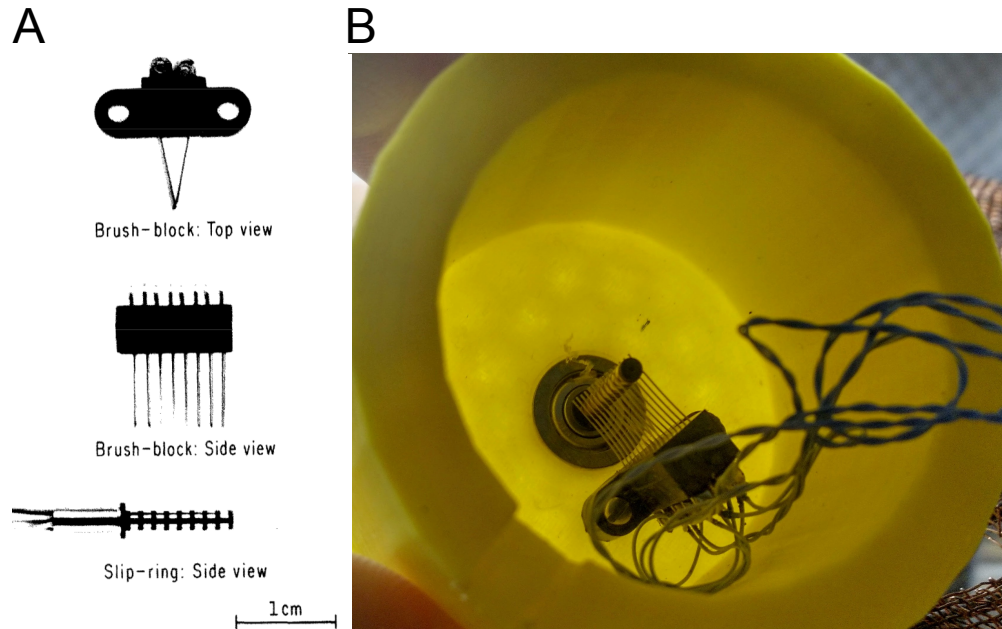 A
B
Brush-block: Top view
Brush-block: Side view
Slip-ring: Side view
1cm